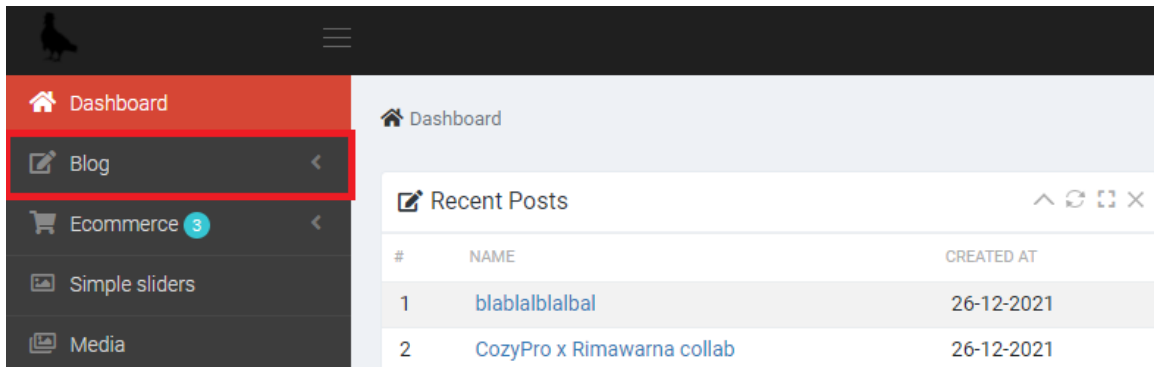 Dashboard
Dashboard
Blog
Recent Posts
Ecommerce 3
# NAME CREATED AT
Simple sliders
1 blablalblalbal 26-12-2021
Media
2 CozyPro x Rimawarna collab 26-12-2021